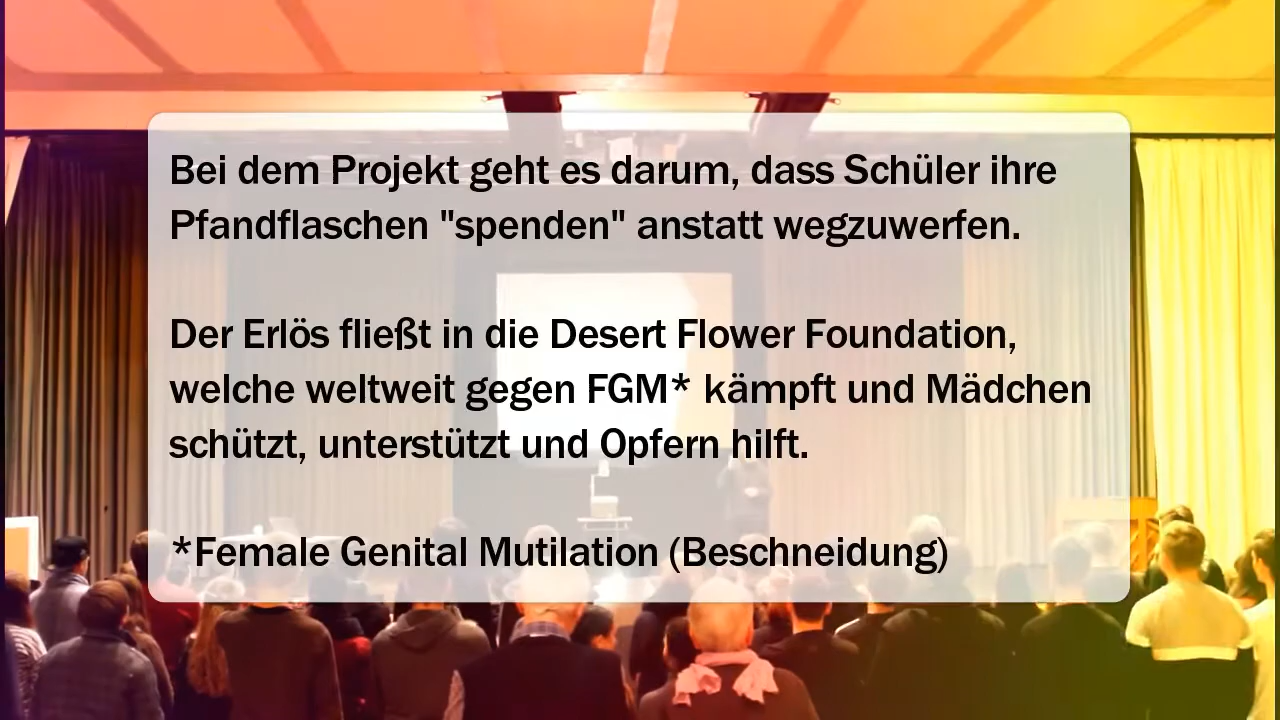 Bei dem Projekt geht es darum, dass Schüler ihre
Pfandflaschen "spenden" anstatt wegzuwerfen.
Der Erlös fließt in die Desert Flower Foundation,
welche weltweit gegen FGM* kämpft und Mädchen
schützt, unterstützt und Opfern hilft.
*Female Genital Mutilation (Beschneidung)